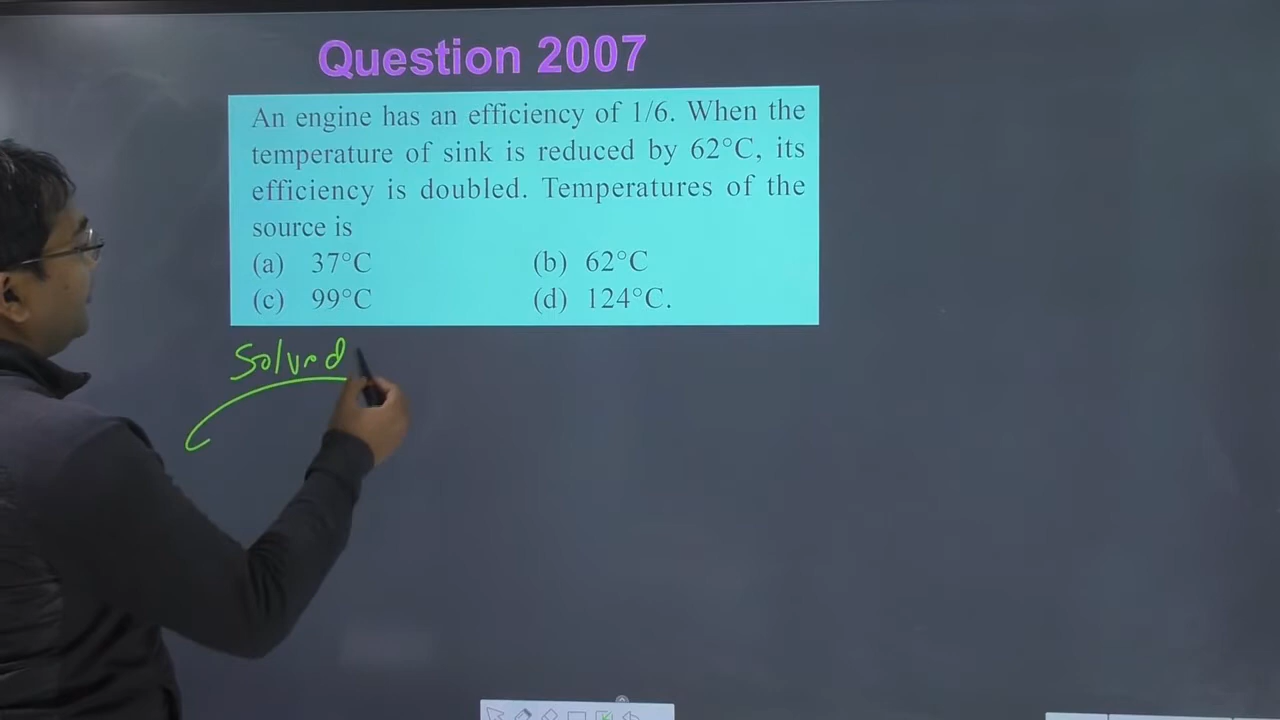 Question 2007
An engine has an efficiency of 1/6. When the
temperature of sink is reduced by 62°C, its
efficiency is doubled. Temperatures of the
source is
(a) 37°C (b) 62°C
(c) 99°C (d) 124°C.
Solved